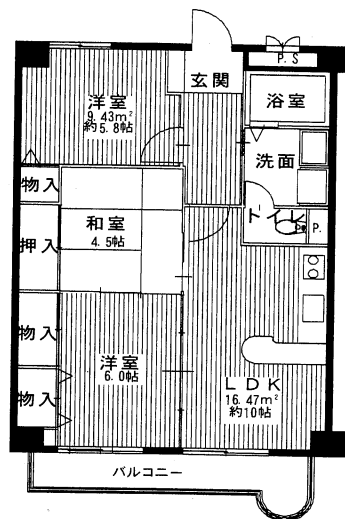 P.S
玄関
浴室
洋室
9.43m²
約5.8帖
洗面
物入
和室
4.5帖
トイレ
P.
押入
物入
洋室
6.0帖
LDK
16.47m²
約10帖
物入
バルコニー